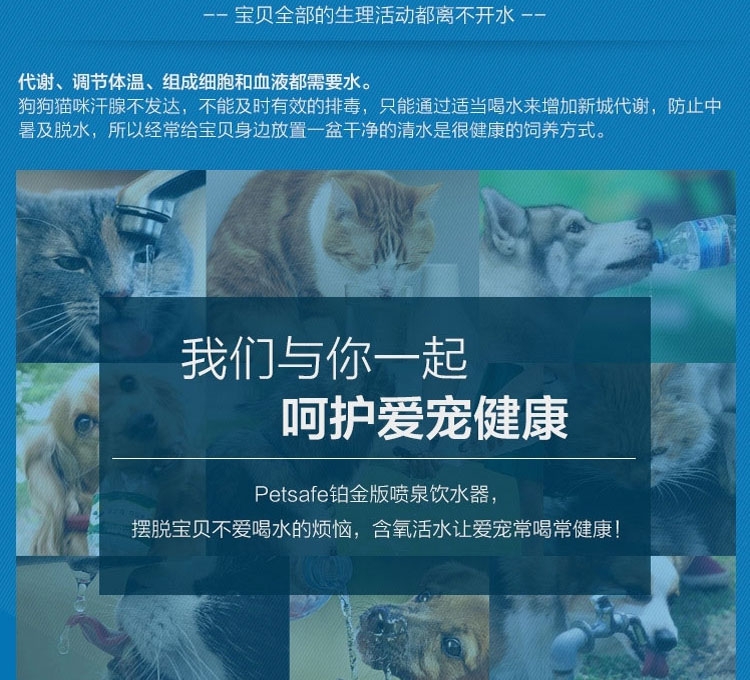 -- 宝贝全部的生理活动都离不开水 --
代谢、调节体温、组成细胞和血液都需要水。
狗狗猫咪汗腺不发达，不能及时有效的排毒，只能通过适当喝水来增加新城代谢，防止中
暑及脱水，所以经常给宝贝身边放置一盆干净的清水是很健康的饲养方式。
我们与你一起
呵护爱宠健康
Petsafe铂金版喷泉饮水器，
摆脱宝贝不爱喝水的烦恼，含氧活水让爱宠常喝常健康！